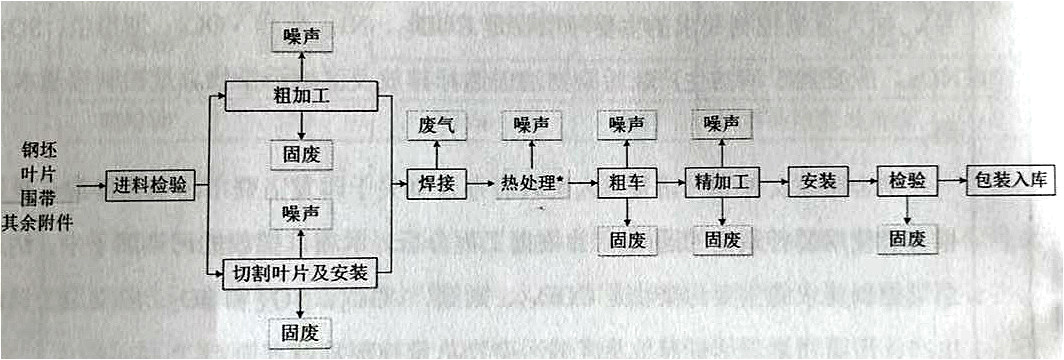 噪声
粗加工
固废
钢坯
叶片
围带
其余附件
进料检验
噪声
切割叶片及安装
固废
废气
焊接
噪声
热处理*
噪声
粗车
固废
噪声
精加工
固废
安装
检验
固废
包装入库